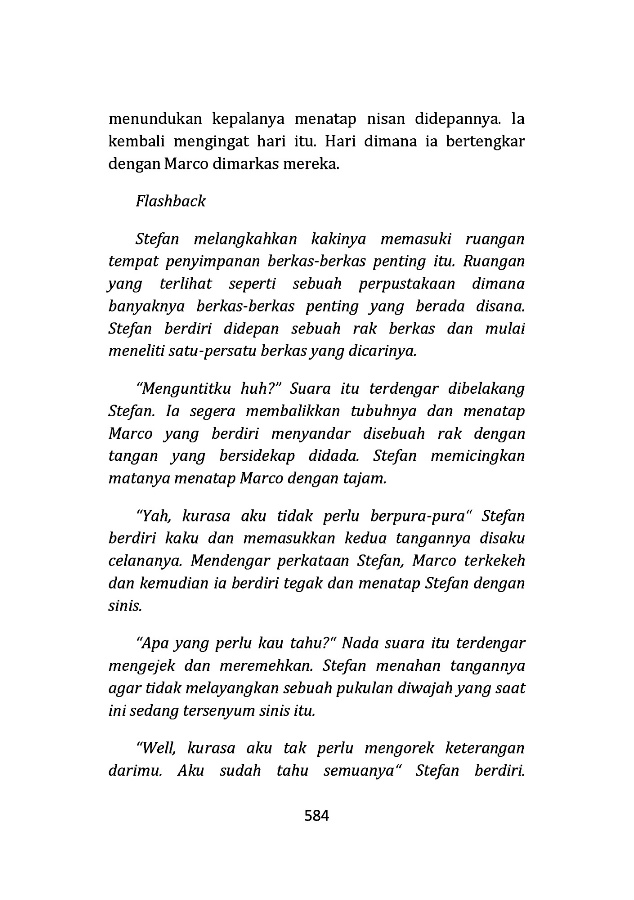 menundukan kepalanya menatap nisan didepannya. Ia
kembali mengingat hari itu. Hari dimana ia bertengkar
dengan Marco dimarkas mereka.
Flashback
Stefan melangkahkan kakinya memasuki ruangan
tempat penyimpanan berkas-berkas penting itu. Ruangan
yang terlihat seperti sebuah perpustakaan dimana
banyaknya berkas-berkas penting yang berada disana.
Stefan berdiri didepan sebuah rak berkas dan mulai
meneliti satu-persatu berkas yang dicarinya.
“Menguntitku huh?” Suara itu terdengar dibelakang
Stefan. Ia segera membalikkan tubuhnya dan menatap
Marco yang berdiri menyandar disebuah rak dengan
tangan yang bersidekap didada. Stefan memicingkan
matanya menatap Marco dengan tajam.
“Yah, kurasa aku tidak perlu berpura-pura“ Stefan
berdiri kaku dan memasukkan kedua tangannya disaku
celananya. Mendengar perkataan Stefan, Marco terkekeh
dan kemudian ia berdiri tegak dan menatap Stefan dengan
sinis.
“Apa yang perlu kau tahu?“ Nada suara itu terdengar
mengejek dan meremehkan. Stefan menahan tangannya
agar tidak melayangkan sebuah pukulan diwajah yang saat
ini sedang tersenyum sinis itu.
“Well, kurasa aku tak perlu mengorek keterangan
darimu. Aku sudah tahu semuanya“ Stefan berdiri.
584